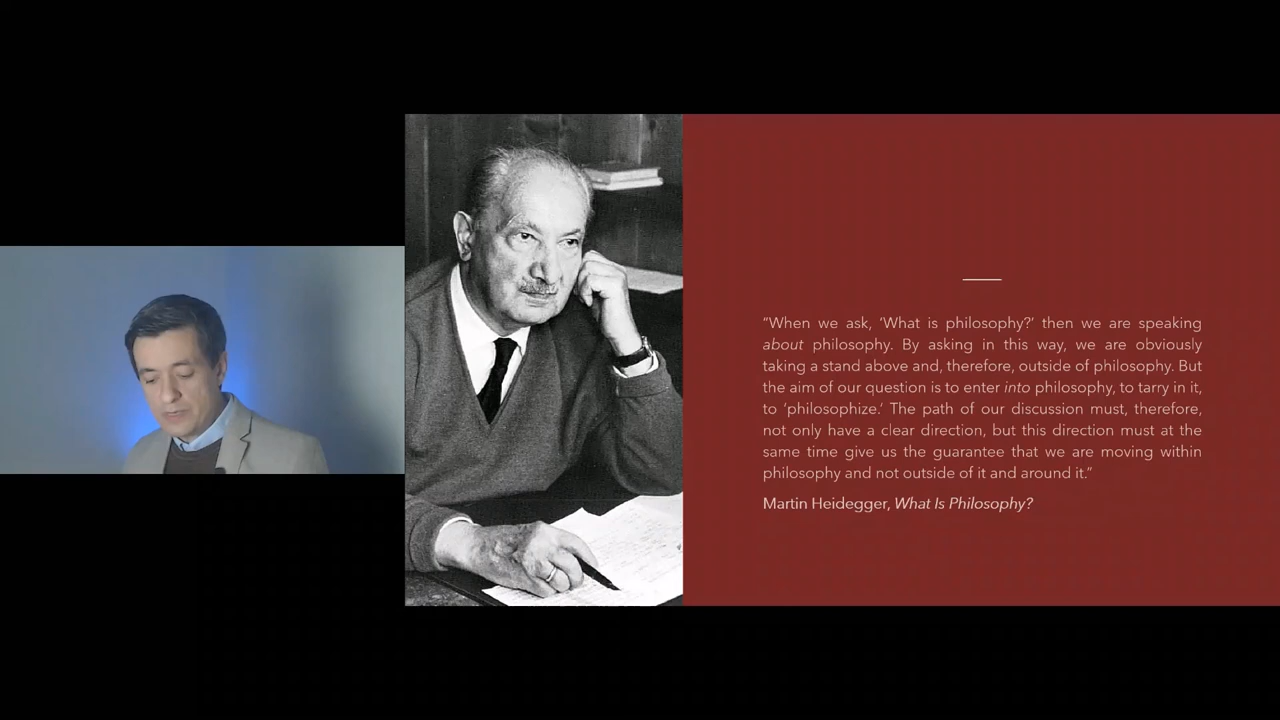 “When we ask, ‘What is philosophy?’ then we are speaking
about philosophy. By asking in this way, we are obviously
taking a stand above and, therefore, outside of philosophy. But
the aim of our question is to enter into philosophy, to tarry in it,
to ‘philosophize.’ The path of our discussion must, therefore,
not only have a clear direction, but this direction must at the
same time give us the guarantee that we are moving within
philosophy and not outside of it and around it.”
Martin Heidegger, What Is Philosophy?